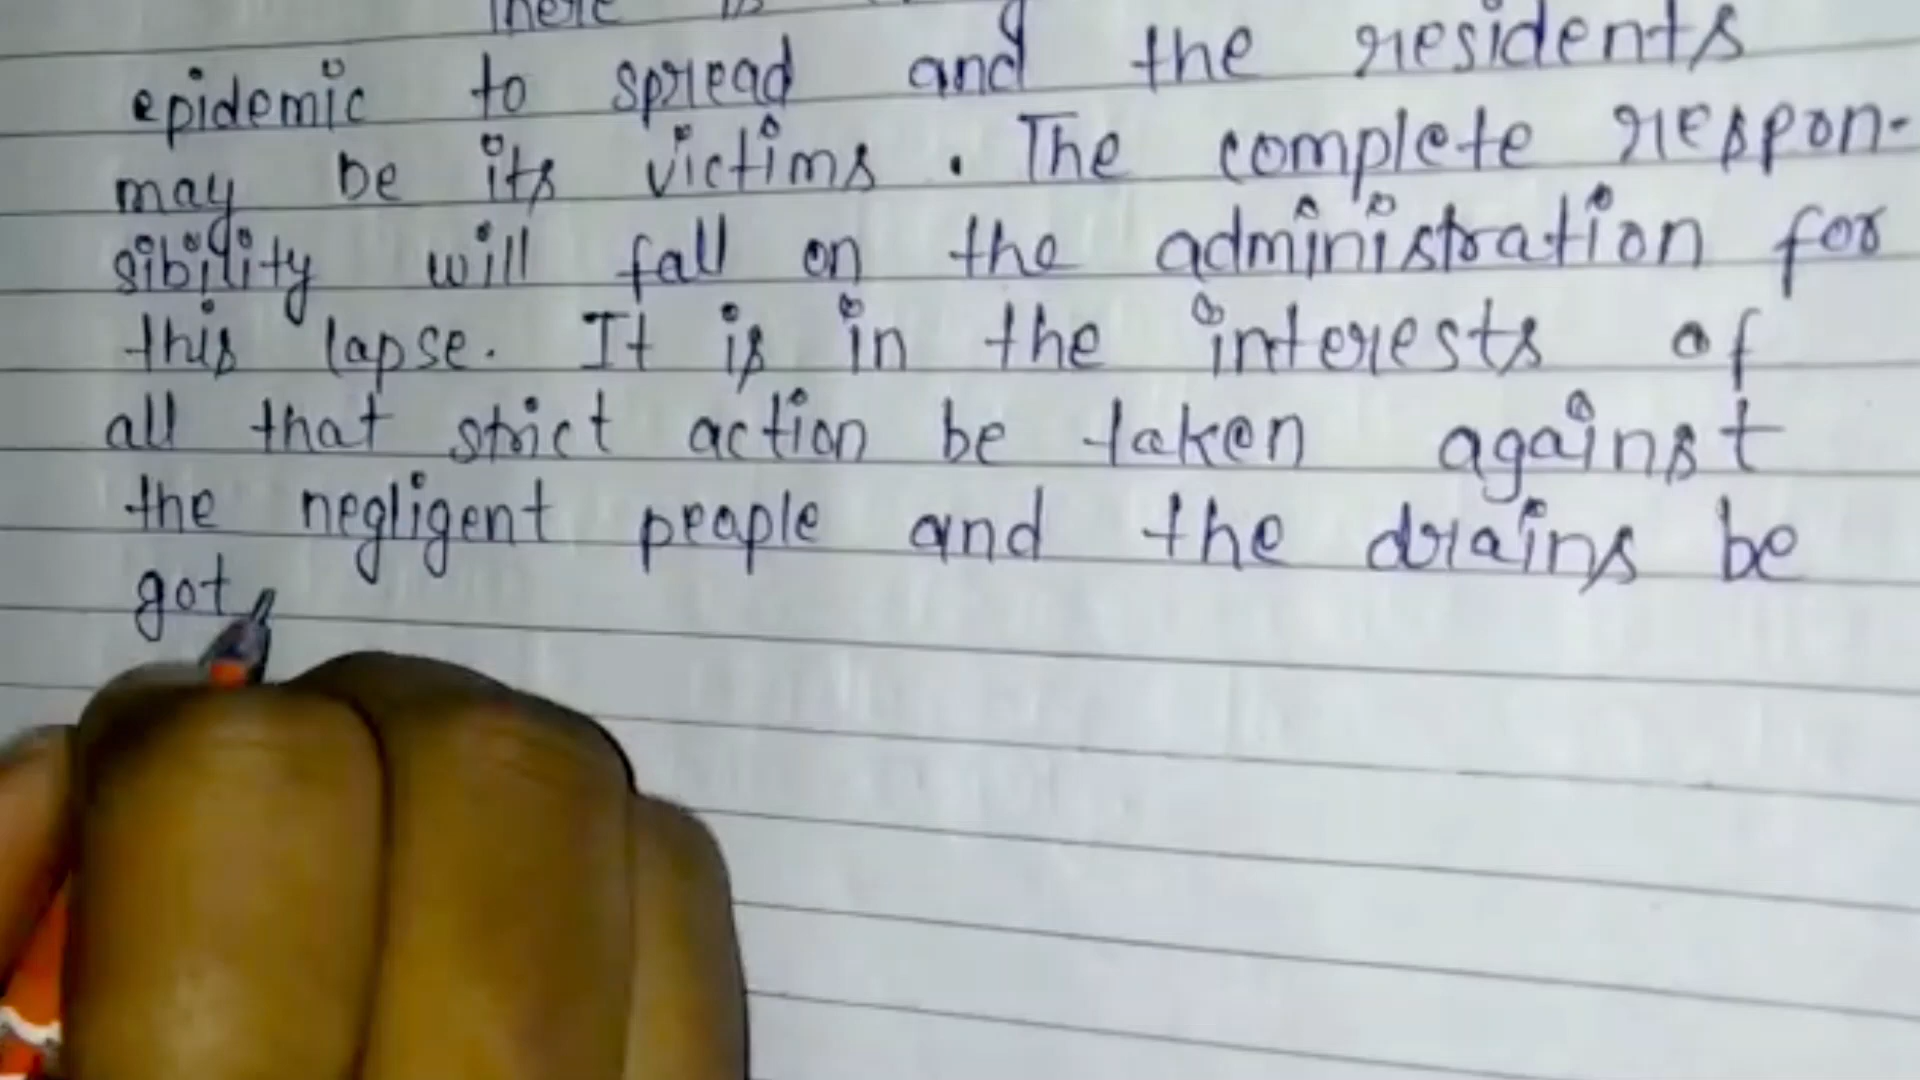 There is
epidemic to spread and the residents
may be its victims. The complete respon-
sibility will fall on the administration for
this lapse. It is in the interests of
all that strict action be taken against
the negligent people and the drains be
got